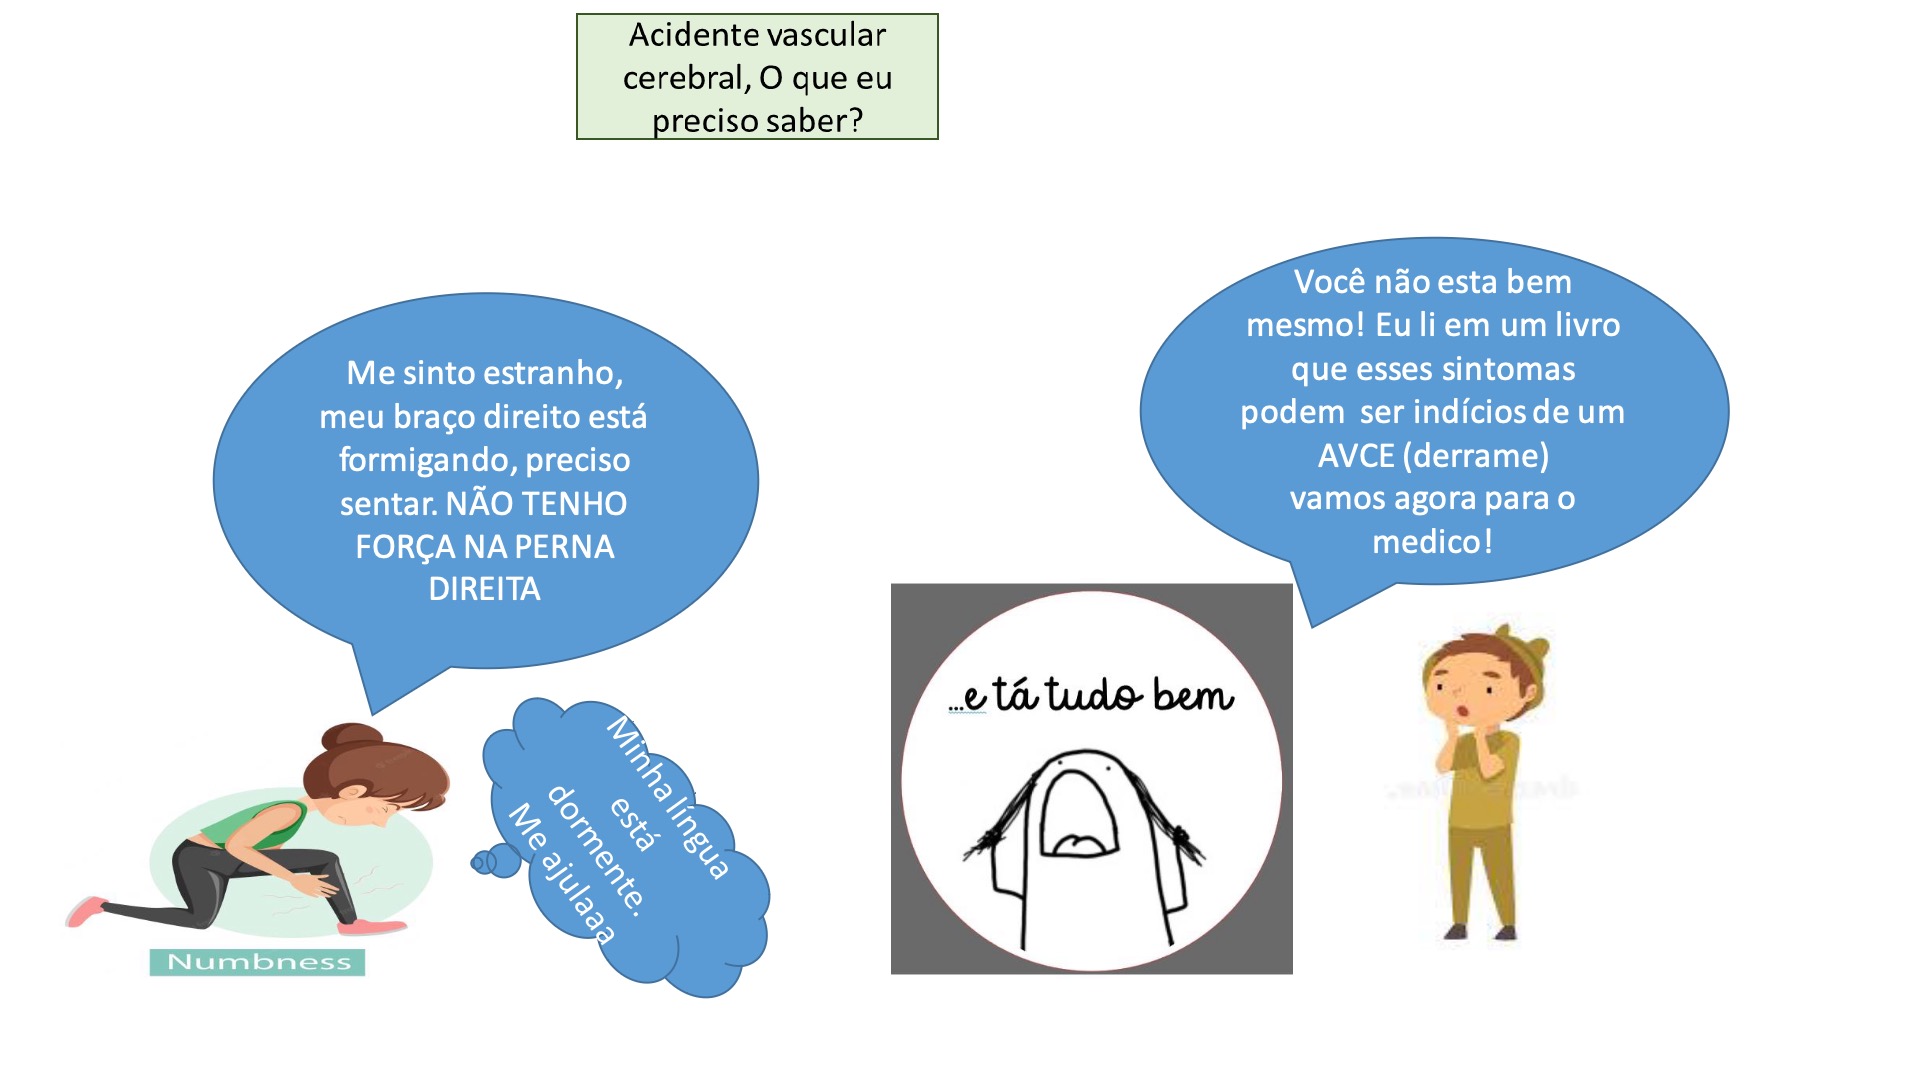 Acidente vascular
cerebral, O que eu
preciso saber?
Me sinto estranho,
meu braço direito está
formigando, preciso
sentar. NÃO TENHO
FORÇA NA PERNA
DIREITA
Você não esta bem
mesmo! Eu li em um livro
que esses sintomas
podem  ser indícios de um
AVCE (derrame)
vamos agora para o
medico!
Minha língua
está
dormente.
Me ajulaaa
...e tá tudo bem
Numbness